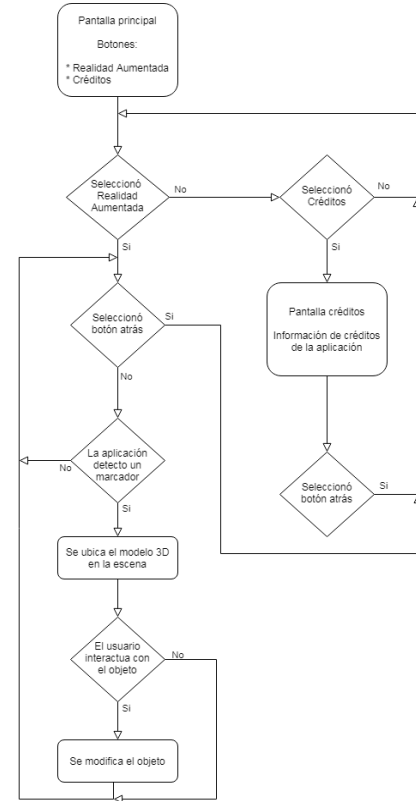 Pantalla principal
Botones:
* Realidad Aumentada
* Créditos
Seleccionó
Realidad
Aumentada
No
Si
Seleccionó
Créditos
No
Si
Seleccionó
botón atrás
Si
No
Pantalla créditos
Información de créditos
de la aplicación
La aplicación
detecto un
marcador
No
Si
Seleccionó
botón atrás
Si
Se ubica el modelo 3D
en la escena
El usuario
interactua con
el objeto
No
Si
Se modifica el objeto